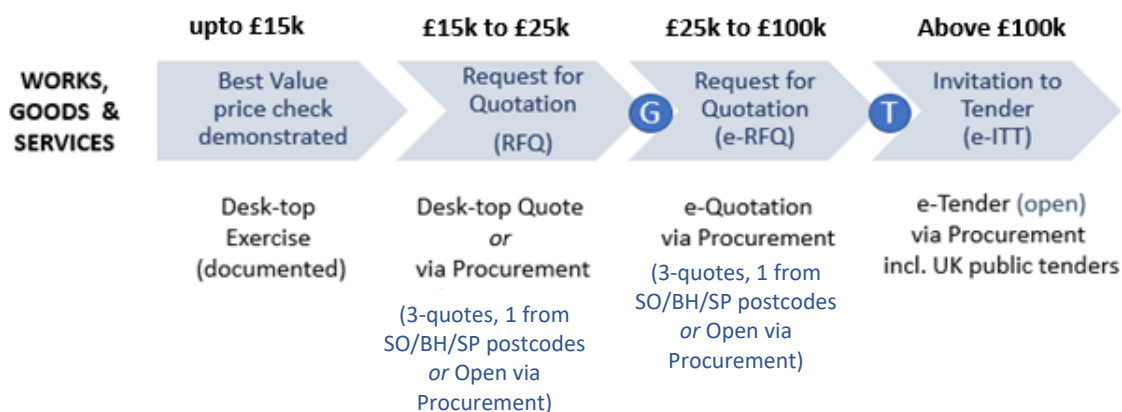 upto £15k
£15k to £25k
£25k to £100k
Above £100k
WORKS,
GOODS &
SERVICES
Best Value
price check
demonstrated
Request for
Quotation
(RFQ)
G
Request for
Quotation
(e-RFQ)
T
Invitation to
Tender
(e-ITT)
Desk-top
Exercise
(documented)
Desk-top Quote
or
via Procurement
(3-quotes, 1 from
SO/BH/SP postcodes
or Open via
Procurement)
e-Quotation
via Procurement
(3-quotes, 1 from
SO/BH/SP postcodes
or Open via
Procurement)
e-Tender (open)
via Procurement
incl. UK public tenders